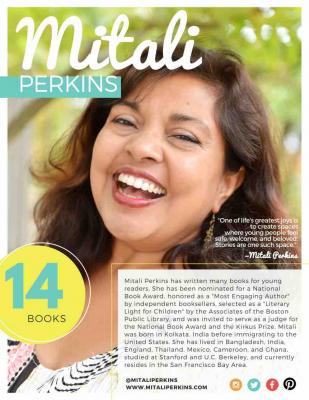 Mitali
PERKINS
"One of life's greatest joys is
to create spaces
where young people feel
safe, welcome, and beloved.
Stories are one such space."
~Mitali Perkins
14
BOOKS
Mitali Perkins has written many books for young
readers. She has been nominated for a National
Book Award, honored as a "Most Engaging Author"
by independent booksellers, selected as a "Literary
Light for Children" by the Associates of the Boston
Public Library, and was invited to serve as a judge for
the National Book Award and the Kirkus Prize. Mitali
was born in Kolkata, India before immigrating to the
United States. She has lived in Bangladesh, India,
England, Thailand, Mexico, Cameroon, and Ghana,
studied at Stanford and U.C. Berkeley, and currently
resides in the San Francisco Bay Area.
@MITALIPERKINS
WWW.MITALIPERKINS.COM